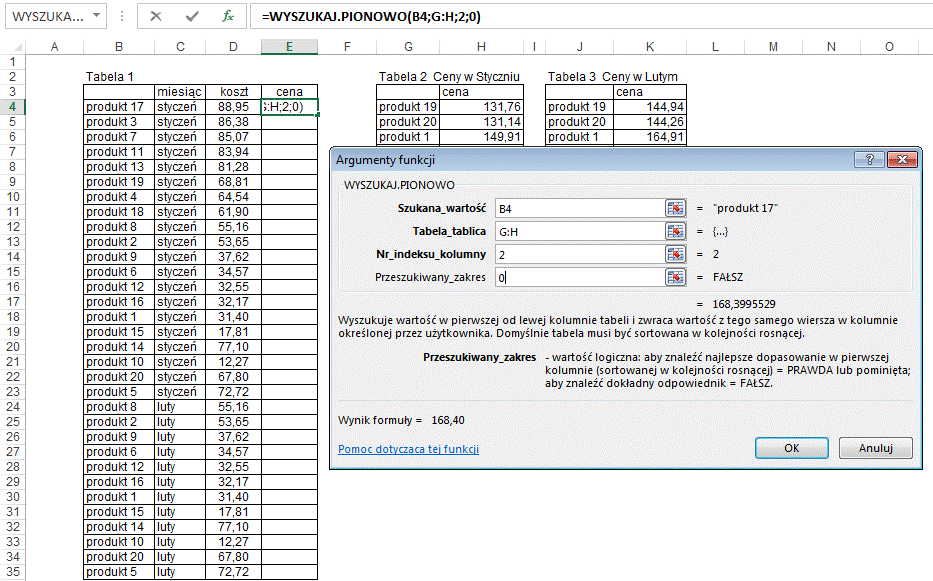 WYSZUKA... fx =WYSZUKAJ.PIONOWO(B4;G:H;2;0)
A B C D E F G H I J K L M N O
1
2 Tabela 1 Tabela 2 Ceny w Styczniu Tabela 3 Ceny w Lutym
3 miesiąc koszt cena cena cena
4 produkt 17 styczeń 88,95 ;:H;2;0) produkt 19 131,76 produkt 19 144,94
5 produkt 3 styczeń 86,38 produkt 20 131,14 produkt 20 144,26
6 produkt 7 styczeń 85,07 produkt 1 149,91 produkt 1 164,91
7 produkt 11 styczeń 83,94
8 produkt 13 styczeń 81,28
9 produkt 19 styczeń 68,81
10 produkt 4 styczeń 64,54
11 produkt 18 styczeń 61,90
12 produkt 8 styczeń 55,16
13 produkt 2 styczeń 53,65
14 produkt 9 styczeń 37,62
15 produkt 6 styczeń 34,57
16 produkt 12 styczeń 32,55
17 produkt 16 styczeń 32,17
18 produkt 1 styczeń 31,40
19 produkt 15 styczeń 17,81
20 produkt 14 styczeń 77,10
21 produkt 10 styczeń 12,27
22 produkt 20 styczeń 67,80
23 produkt 5 styczeń 72,72
24 produkt 8 luty 55,16
25 produkt 2 luty 53,65
26 produkt 9 luty 37,62
27 produkt 6 luty 34,57
28 produkt 12 luty 32,55
29 produkt 16 luty 32,17
30 produkt 1 luty 31,40
31 produkt 15 luty 17,81
32 produkt 14 luty 77,10
33 produkt 10 luty 12,27
34 produkt 20 luty 67,80
35 produkt 5 luty 72,72
Argumenty funkcji ?
WYSZUKAJ.PIONOWO
Szukana_wartość B4 = "produkt 17"
Tabela_tablica G:H = {...}
Nr_indeksu_kolumny 2 = 2
Przeszukiwany_zakres 0 = FAŁSZ
= 168,3995529
Wyszukuje wartość w pierwszej od lewej kolumnie tabeli i zwraca wartość z tego samego wiersza w kolumnie
określonej przez użytkownika. Domyślnie tabela musi być sortowana w kolejności rosnącej.
Przeszukiwany_zakres - wartość logiczna: aby znaleźć najlepsze dopasowanie w pierwszej
kolumnie (sortowanej w kolejności rosnącej) = PRAWDA lub pominięta;
aby znaleźć dokładny odpowiednik = FAŁSZ.
Wynik formuły = 168,40
Pomoc dotycząca tej funkcji OK Anuluj